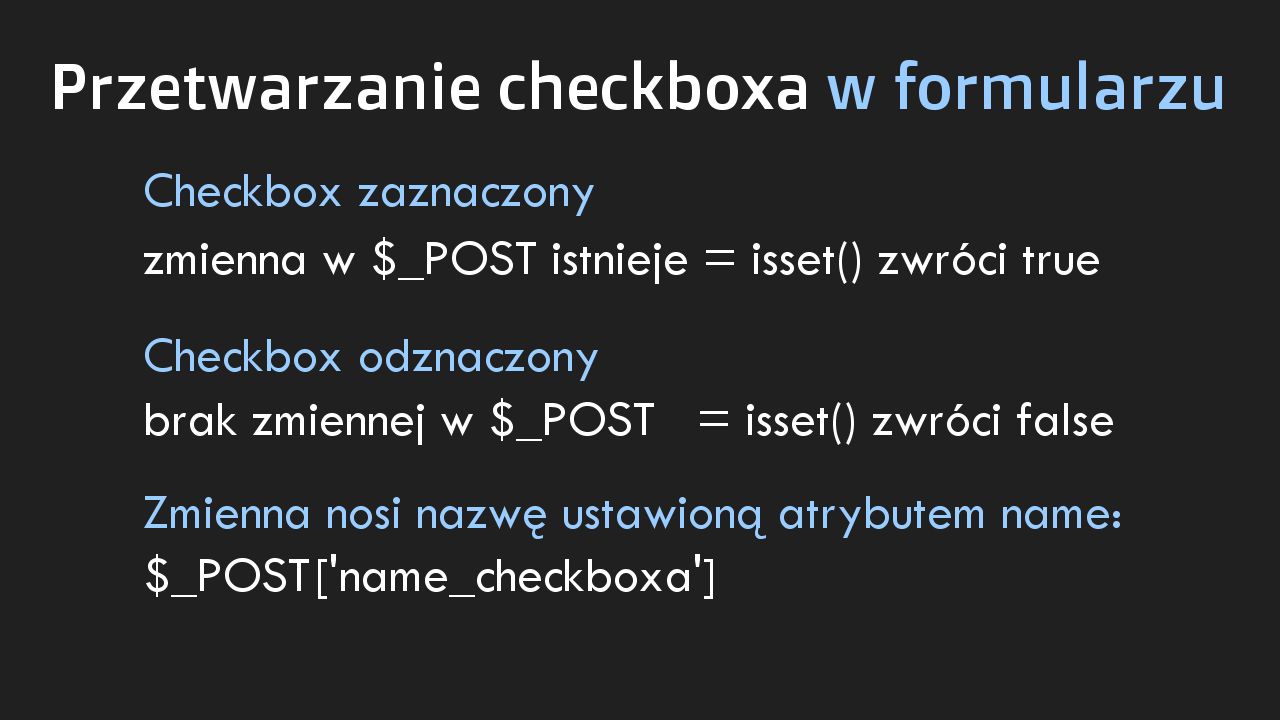 Przetwarzanie checkboxa w formularzu
Checkbox zaznaczony
zmienna w $_POST istnieje = isset() zwróci true
Checkbox odznaczony
brak zmiennej w $_POST = isset() zwróci false
Zmienna nosi nazwę ustawioną atrybutem name:
$_POST['name_checkboxa']